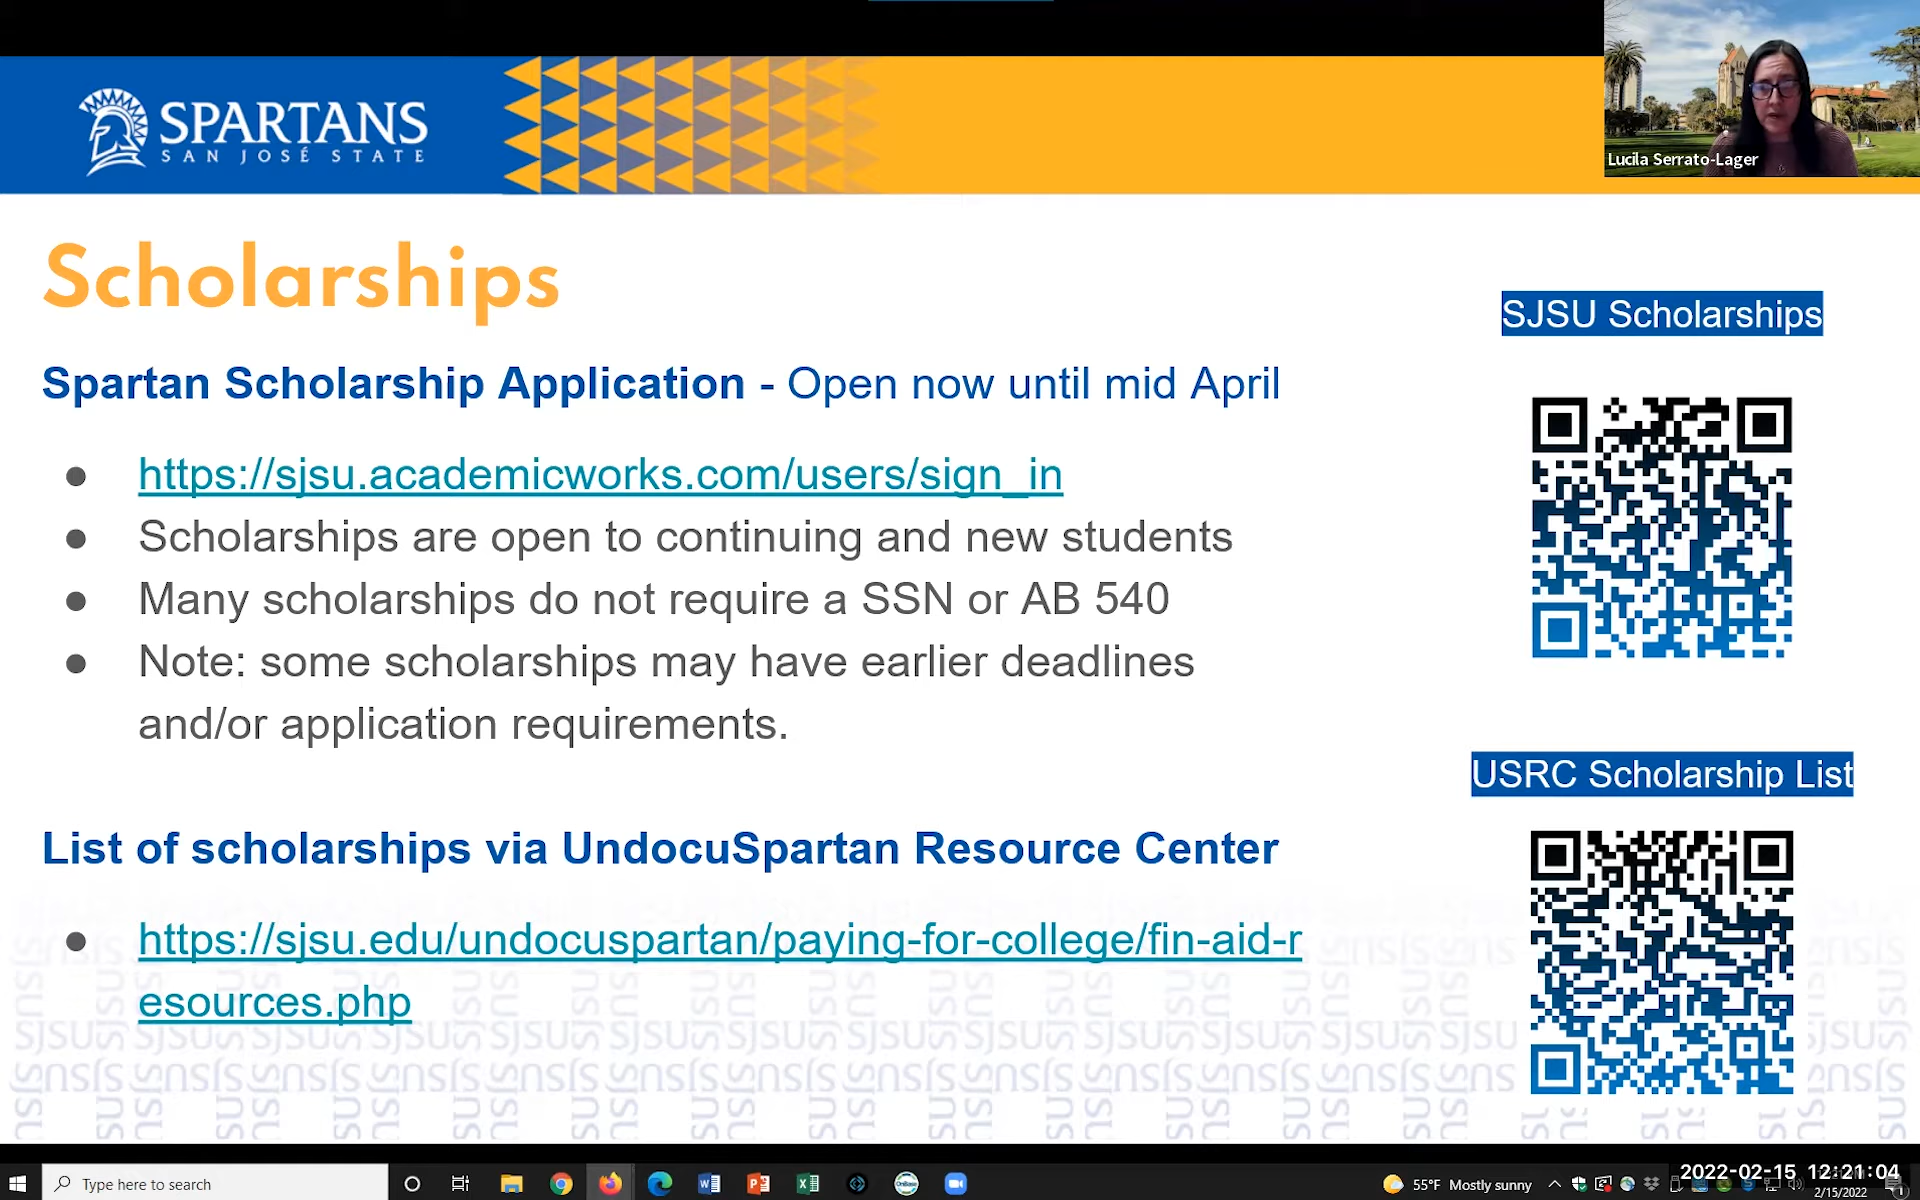 SPARTANS
SAN JOSÉ STATE
Lucila Serrato-Lager
Scholarships
SJSU Scholarships
Spartan Scholarship Application - Open now until mid April
https://sjsu.academicworks.com/users/sign_in
Scholarships are open to continuing and new students
Many scholarships do not require a SSN or AB 540
Note: some scholarships may have earlier deadlines
and/or application requirements.
USRC Scholarship List
List of scholarships via UndocuSpartan Resource Center
https://sjsu.edu/undocuspartan/paying-for-college/fin-aid-r
esources.php
Type here to search
55°F Mostly sunny
2022-02-15 12:21:04
2/15/2022